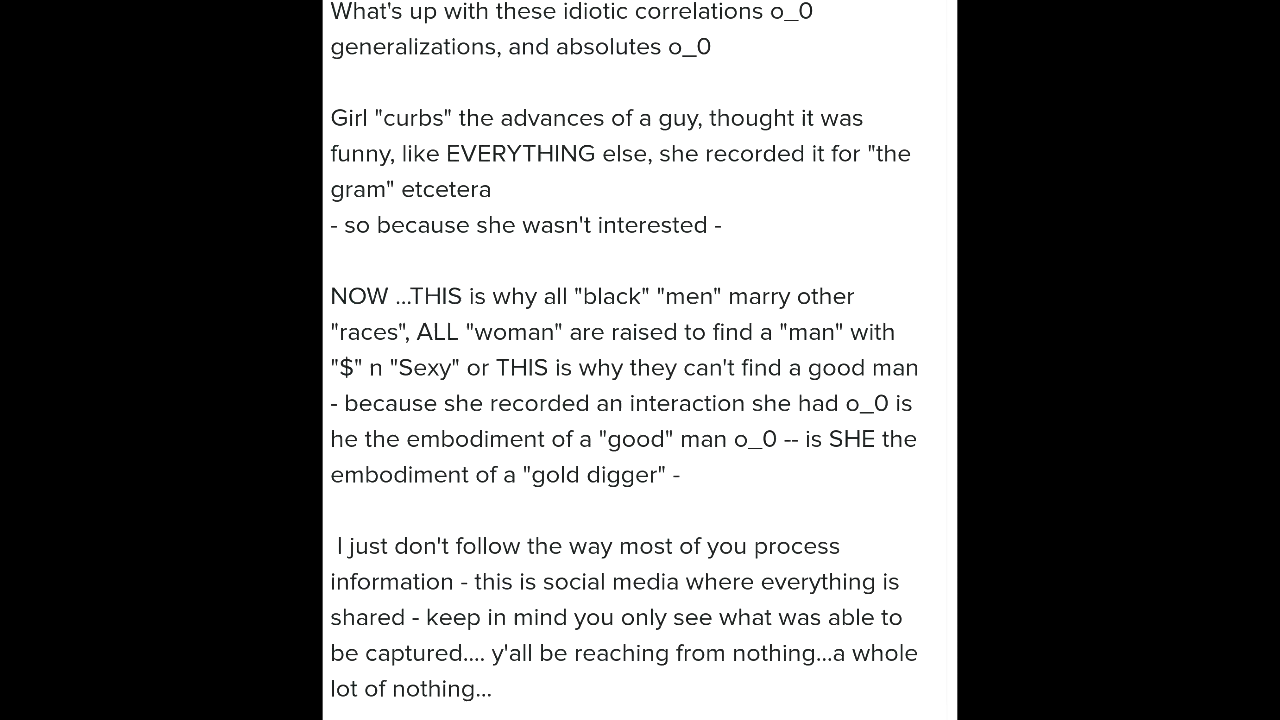 What's up with these idiotic correlations o_0
generalizations, and absolutes o_0
Girl "curbs" the advances of a guy, thought it was
funny, like EVERYTHING else, she recorded it for "the
gram" etcetera
- so because she wasn't interested -
NOW ...THIS is why all "black" "men" marry other
"races", ALL "woman" are raised to find a "man" with
"$" n "Sexy" or THIS is why they can't find a good man
- because she recorded an interaction she had o_0 is
he the embodiment of a "good" man o_0 -- is SHE the
embodiment of a "gold digger" -
I just don't follow the way most of you process
information - this is social media where everything is
shared - keep in mind you only see what was able to
be captured.... y'all be reaching from nothing...a whole
lot of nothing...